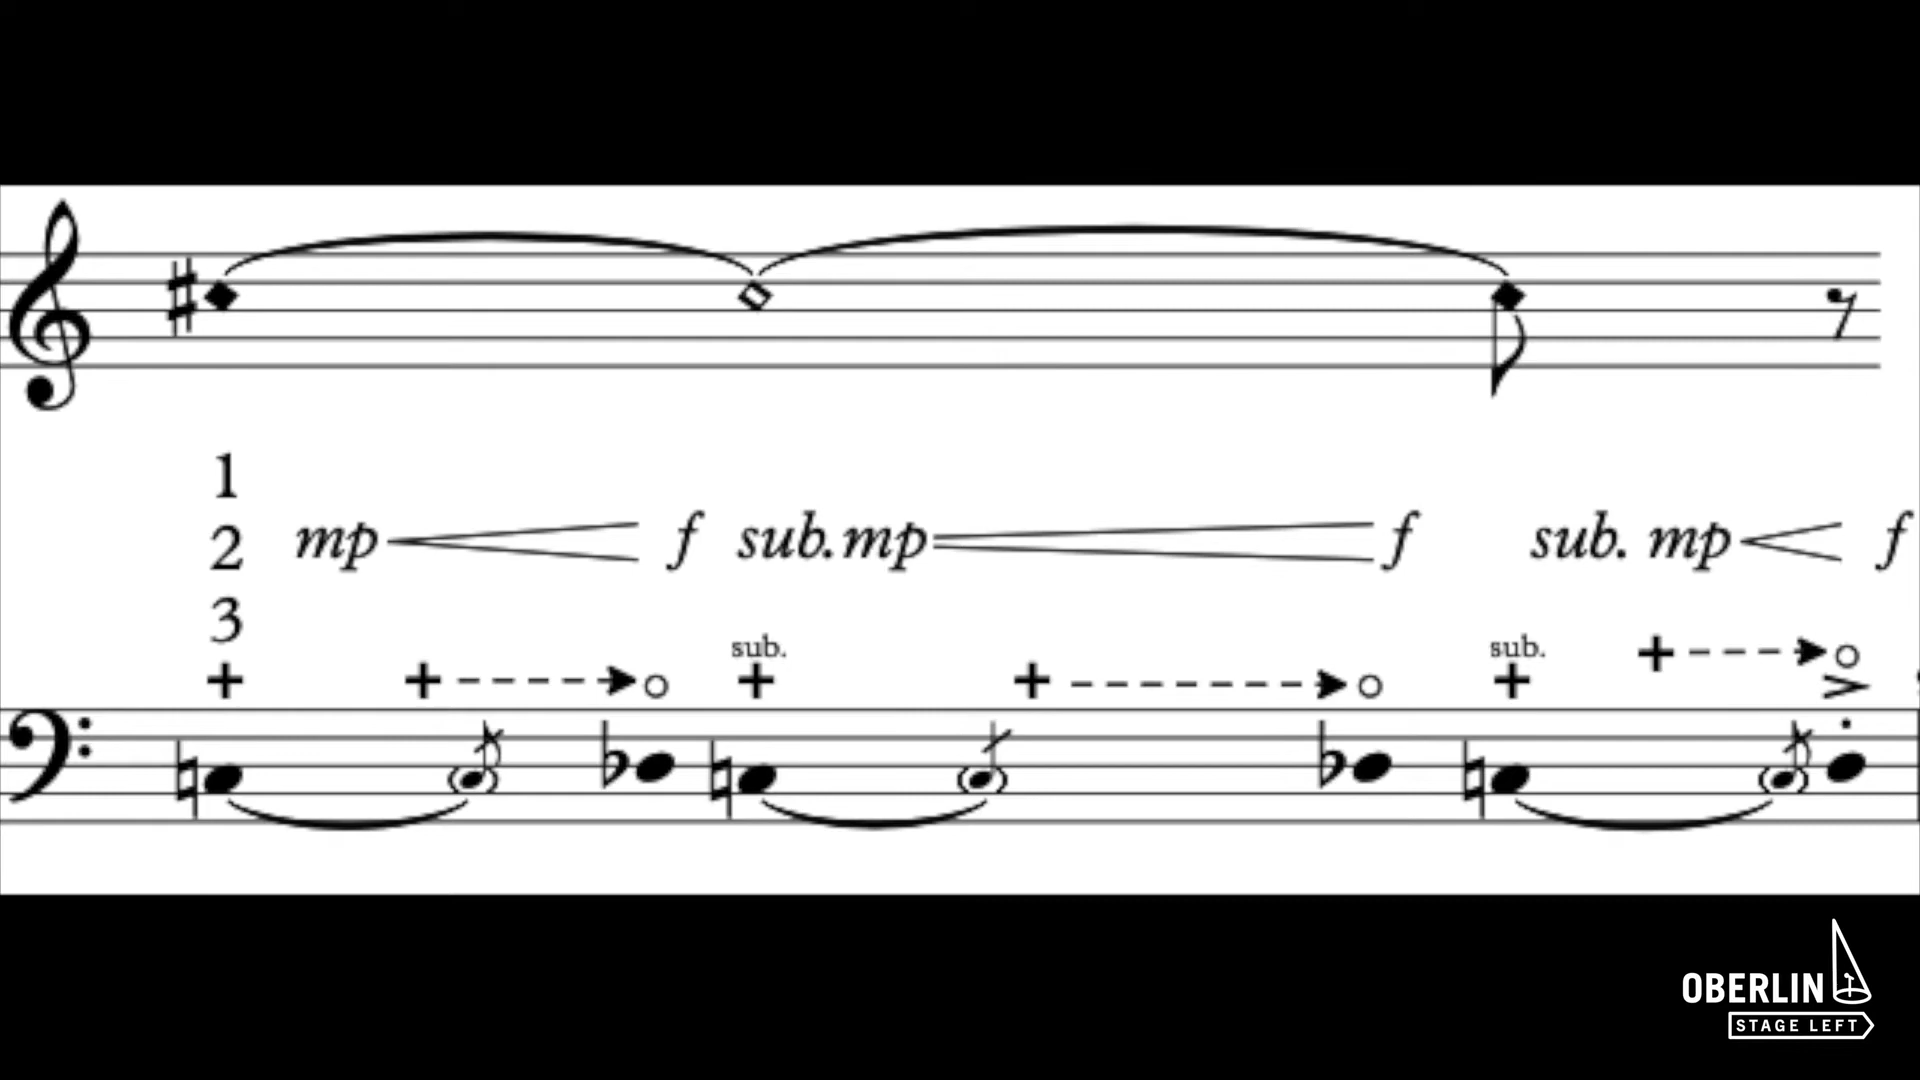 1
2
3
mp f sub. mp f sub. mp f
sub. sub.
OBERLIN
STAGE LEFT